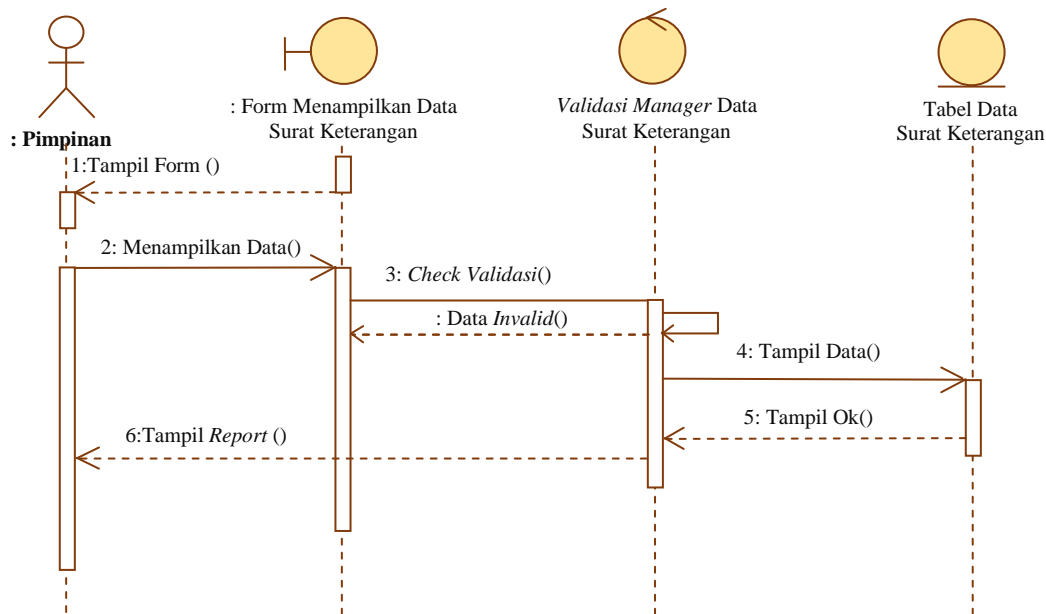 : Pimpinan
: Form Menampilkan Data
Surat Keterangan
Validasi Manager Data
Surat Keterangan
Tabel Data
Surat Keterangan
1:Tampil Form ()
2: Menampilkan Data()
3: Check Validasi()
: Data Invalid()
4: Tampil Data()
5: Tampil Ok()
6:Tampil Report ()